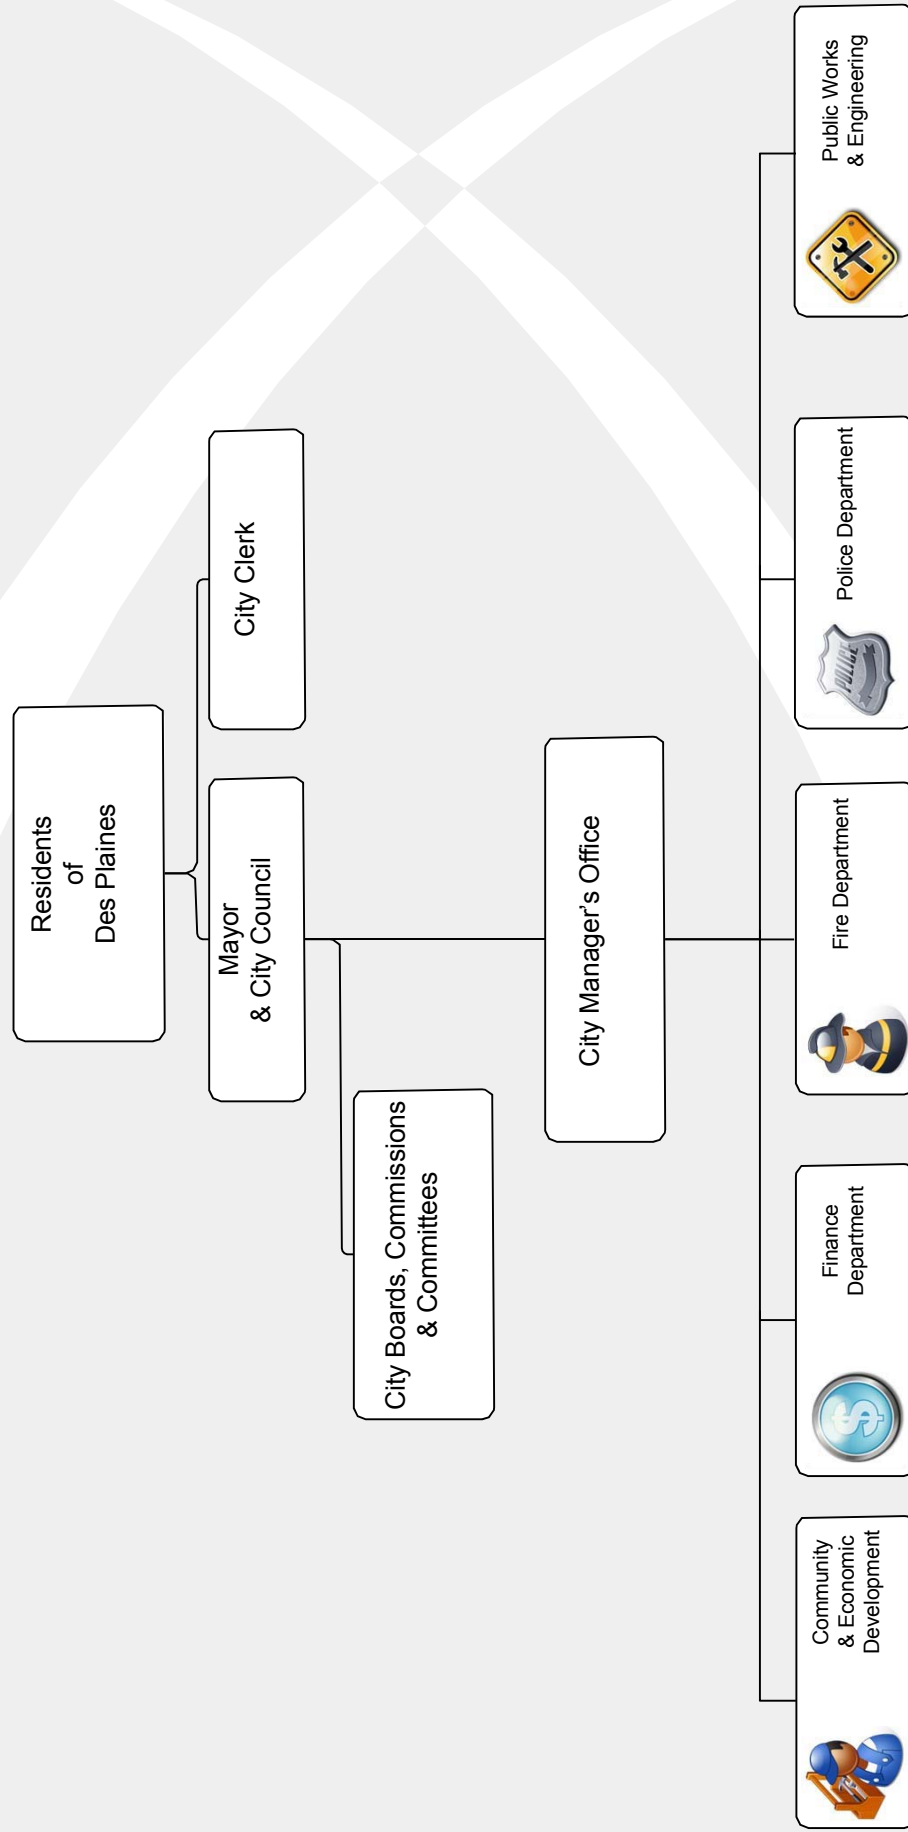 Residents
of
Des Plaines
Mayor
& City Council
City Clerk
City Boards, Commissions
& Committees
City Manager’s Office
Community
& Economic
Development
Finance
Department
Fire Department
POLICE
Police Department
Public Works
& Engineering